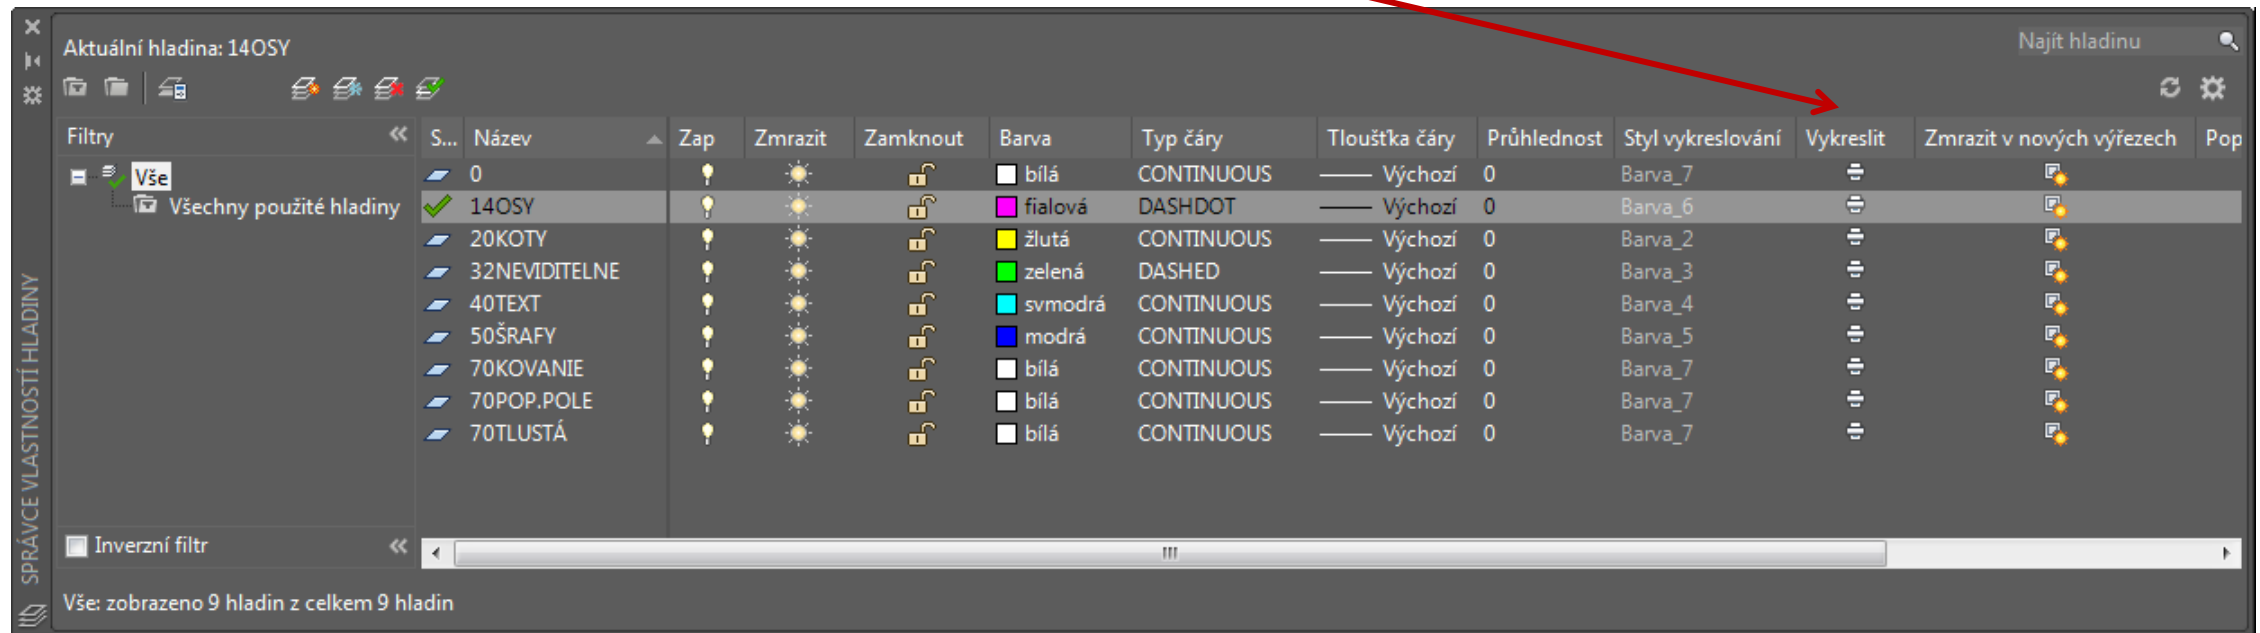 Aktuální hladina: 14OSY
Najít hladinu
Filtry
S... Název Zap Zmrazit Zamknout Barva Typ čáry Tloušťka čáry Průhlednost Styl vykreslování Vykreslit Zmrazit v nových výřezech Pop
Vše
Všechny použité hladiny
0 bílá CONTINUOUS Výchozí 0 Barva_7
14OSY fialová DASHDOT Výchozí 0 Barva_6
20KOTY žlutá CONTINUOUS Výchozí 0 Barva_2
32NEVIDITELNE zelená DASHED Výchozí 0 Barva_3
40TEXT svmodrá CONTINUOUS Výchozí 0 Barva_4
50ŠRAFY modrá CONTINUOUS Výchozí 0 Barva_5
70KOVANIE bílá CONTINUOUS Výchozí 0 Barva_7
70POP.POLE bílá CONTINUOUS Výchozí 0 Barva_7
70TLUSTÁ bílá CONTINUOUS Výchozí 0 Barva_7
Inverzní filtr
Vše: zobrazeno 9 hladin z celkem 9 hladin
SPRÁVCE VLASTNOSTÍ HLADINY